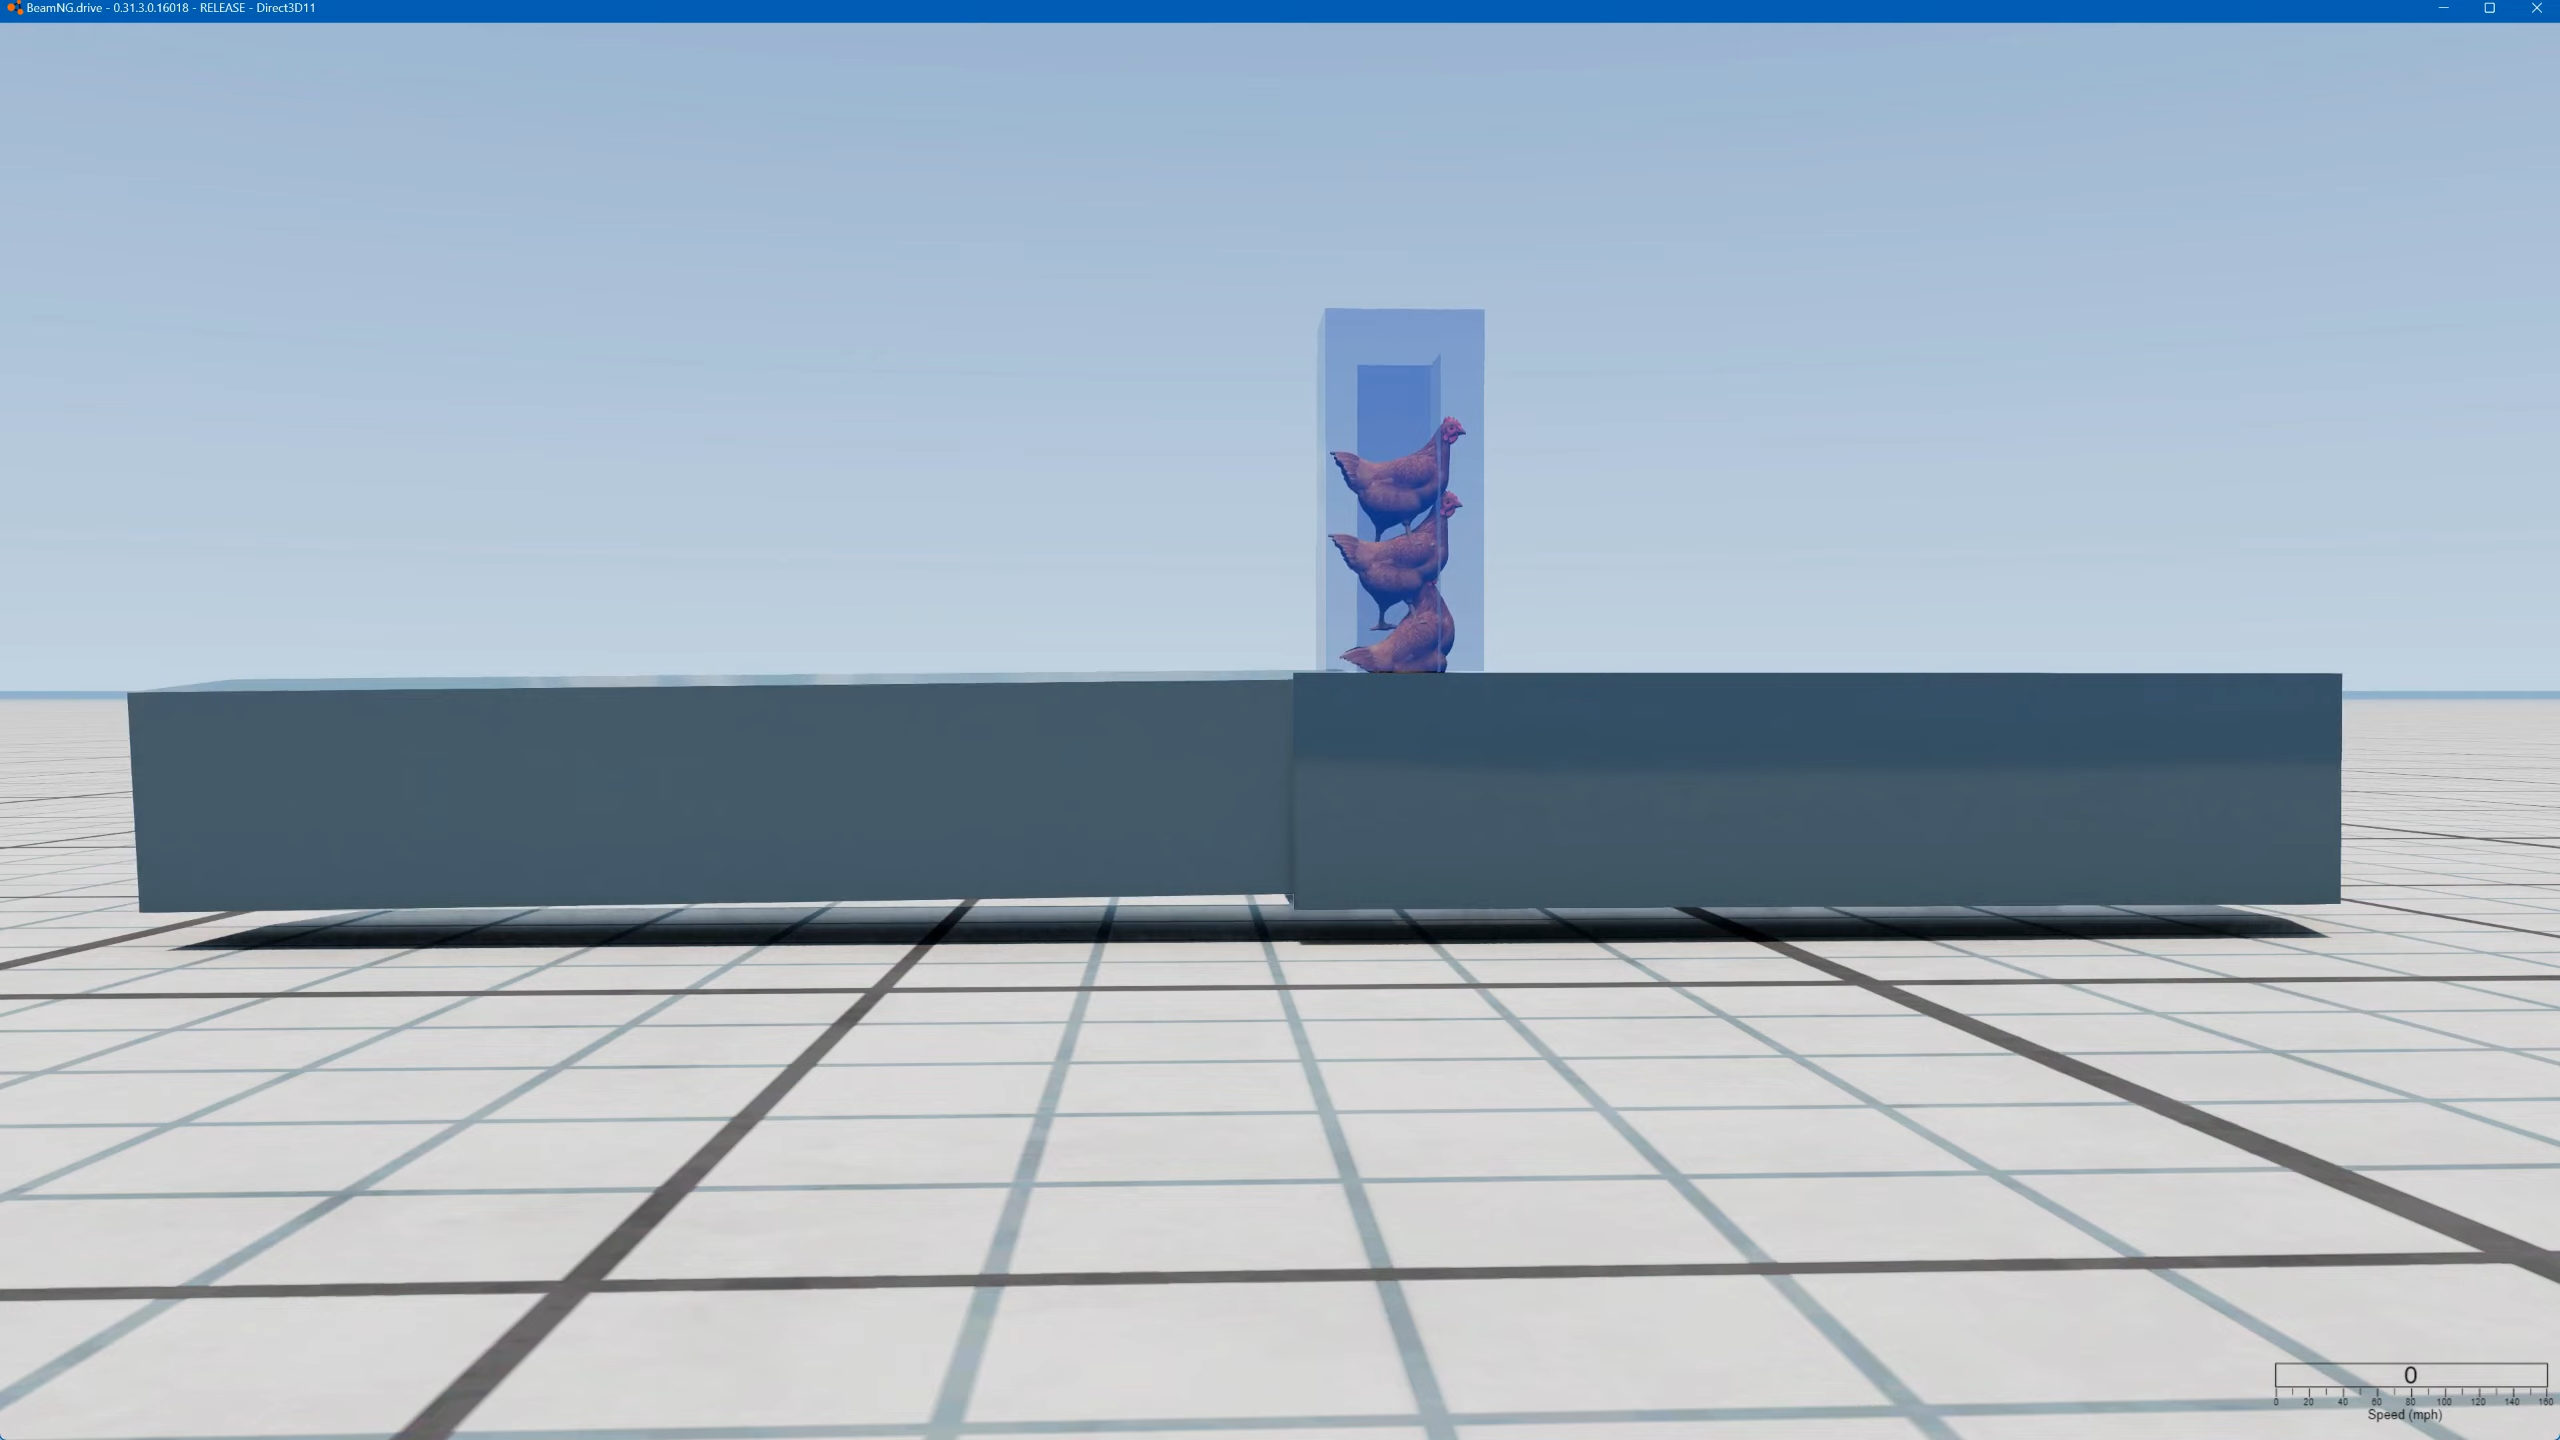 BeamNG.drive - 0.31.3.0.16018 - RELEASE - Direct3D11
0
0 20 40 60 80 100 120 140 160
Speed (mph)